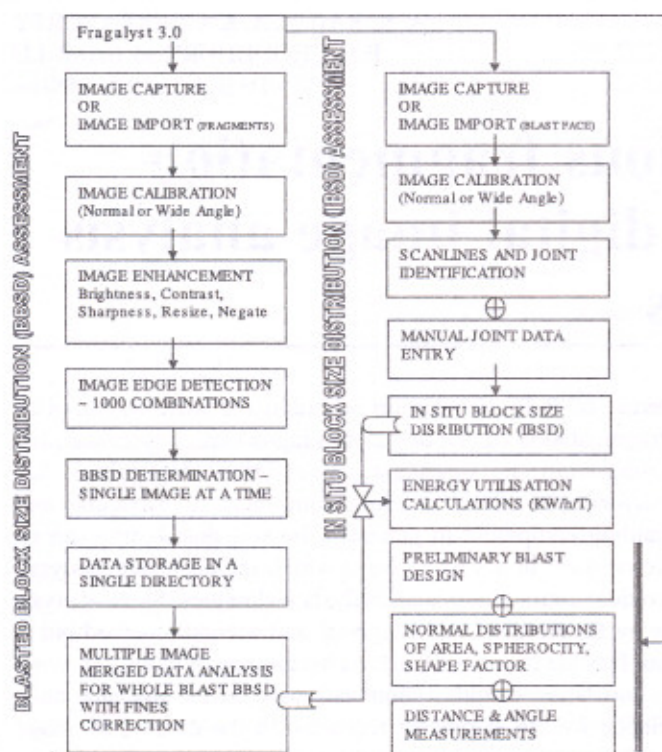 Fragalyst 3.0
BLASTED BLOCK SIZE DISTRIBUTION (BBSD) ASSESSMENT
IMAGE CAPTURE
OR
IMAGE IMPORT (FRAGMENTS)
IMAGE CALIBRATION
(Normal or Wide Angle)
IMAGE ENHANCEMENT
Brightness, Contrast,
Sharpness, Resize, Negate
IMAGE EDGE DETECTION
~ 1000 COMBINATIONS
BBSD DETERMINATION –
SINGLE IMAGE AT A TIME
DATA STORAGE IN A
SINGLE DIRECTORY
MULTIPLE IMAGE
MERGED DATA ANALYSIS
FOR WHOLE BLAST BBSD
WITH FINES
CORRECTION
IN SITU BLOCK SIZE DISTRIBUTION (IBSD) ASSESSMENT
IMAGE CAPTURE
OR
IMAGE IMPORT (BLAST FACE)
IMAGE CALIBRATION
(Normal or Wide Angle)
SCANLINES AND JOINT
IDENTIFICATION
MANUAL JOINT DATA
ENTRY
IN SITU BLOCK SIZE
DISRIBUTION (IBSD)
ENERGY UTILISATION
CALCULATIONS (KW/h/T)
PRELIMINARY BLAST
DESIGN
NORMAL DISTRIBUTIONS
OF AREA, SPHEROCITY,
SHAPE FACTOR
DISTANCE & ANGLE
MEASUREMENTS